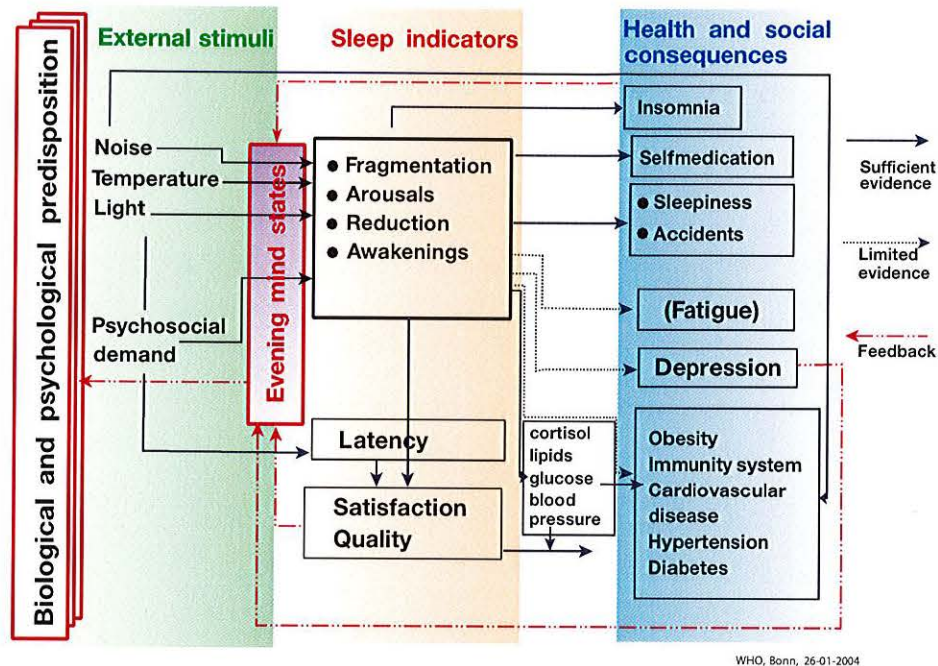 Biological and psychological predisposition
External stimuli
Sleep indicators
Health and social
consequences
Noise
Temperature
Light
Psychosocial
demand
Evening mind states
● Fragmentation
● Arousals
● Reduction
● Awakenings
Latency
Satisfaction
Quality
cortisol
lipids
glucose
blood
pressure
Insomnia
Selfmedication
● Sleepiness
● Accidents
(Fatigue)
Depression
Obesity
Immunity system
Cardiovascular
disease
Hypertension
Diabetes
Sufficient
evidence
Limited
evidence
Feedback
WHO, Bonn, 26-01-2004